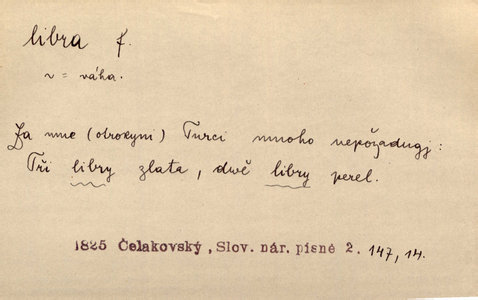 libra f.
v = váha.
Za mne (otrokyni) Turci mnoho nepožadugj:
Tři libry zlata, dwě libry perel.
1825 Čelakovský, Slov. nár. písně 2. 147, 14.